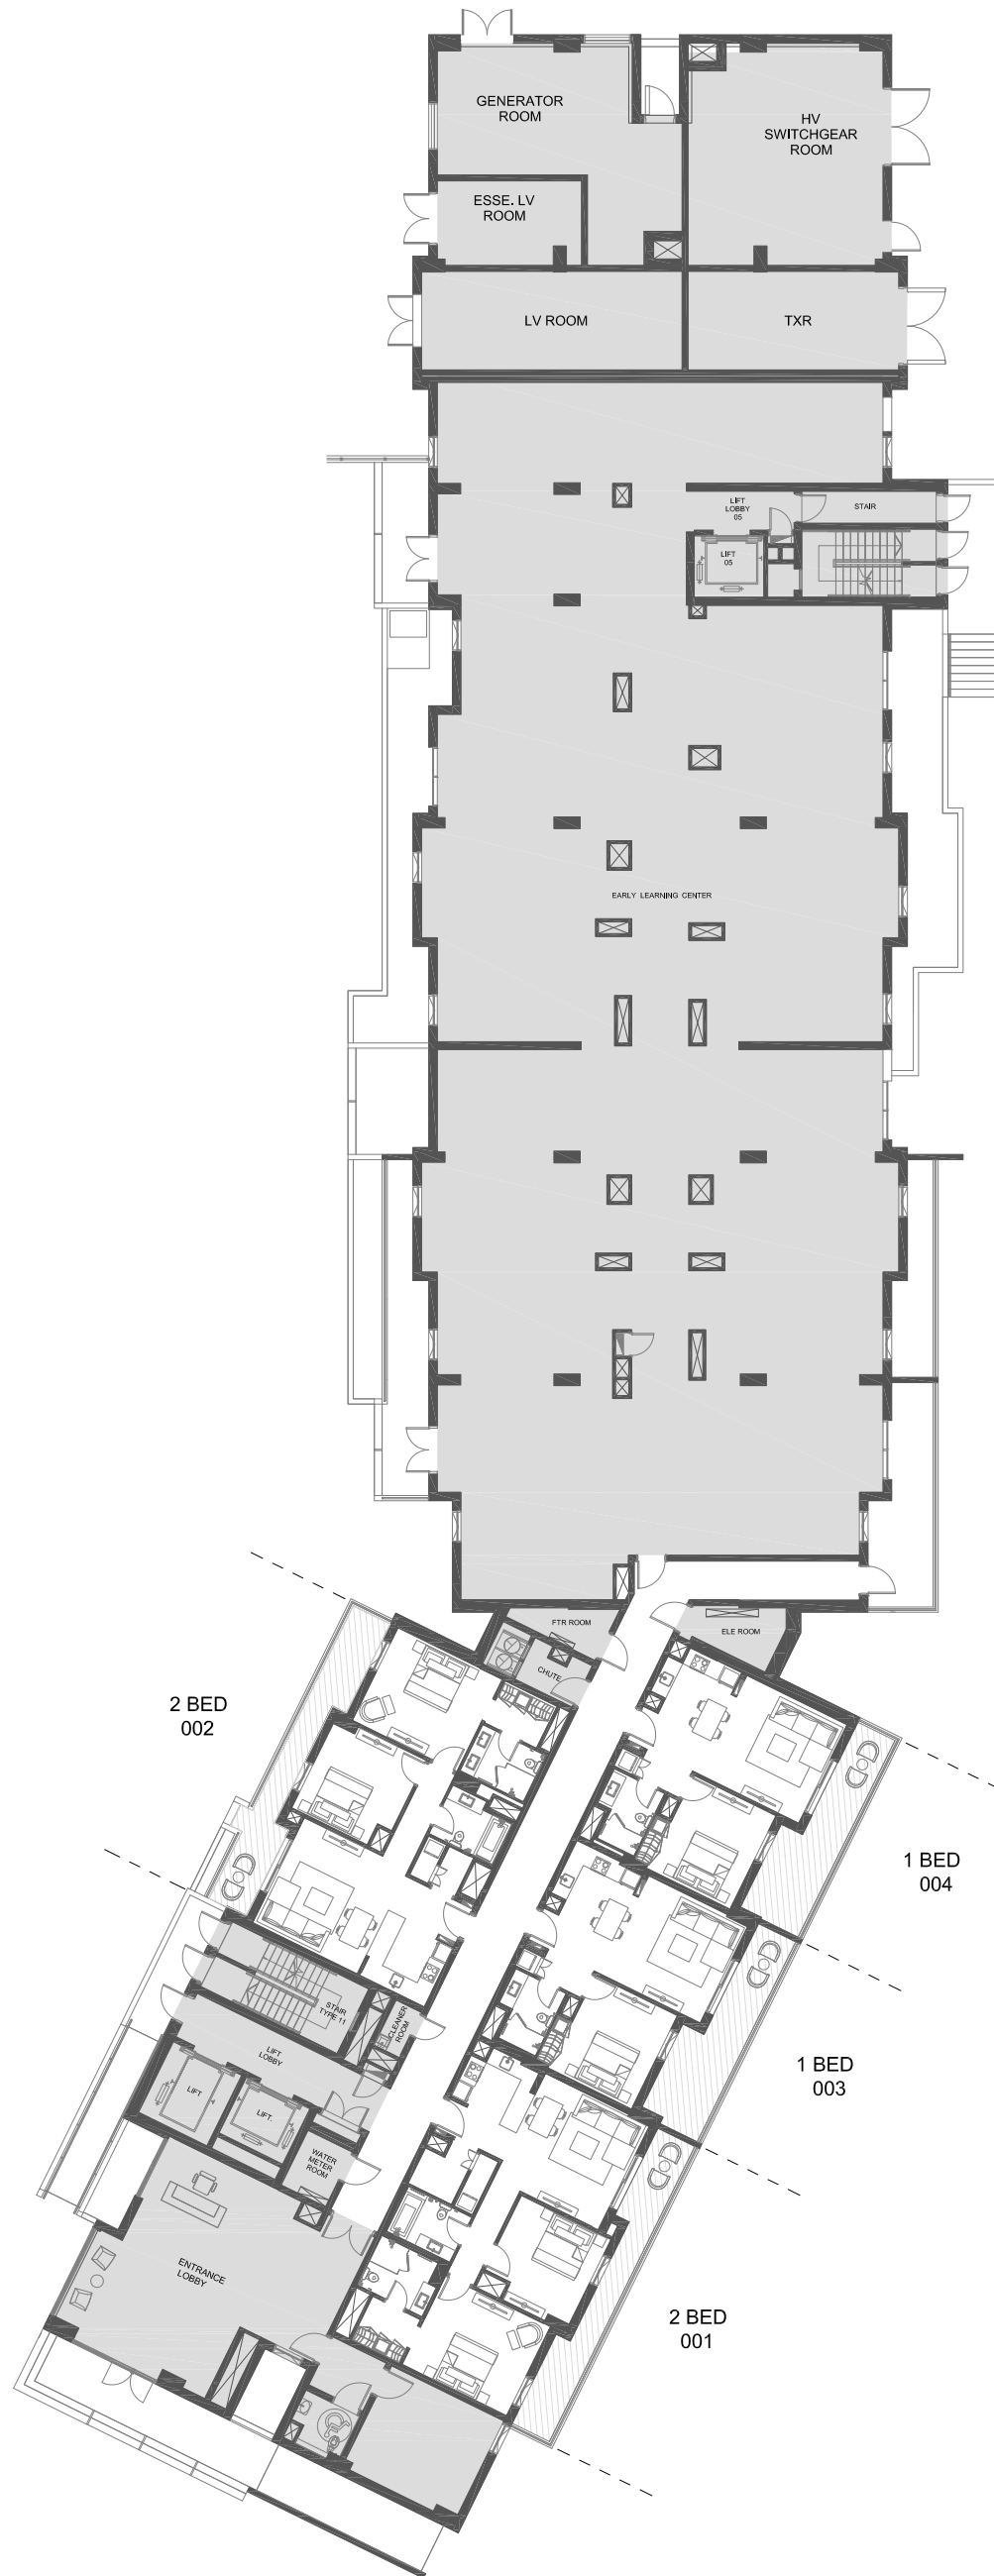 GENERATOR
ROOM
HV
SWITCHGEAR
ROOM
ESSE. LV
ROOM
LV ROOM
TXR
LIFT
LOBBY
05
STAIR
LIFT
05
EARLY LEARNING CENTER
FTR ROOM
ELE ROOM
CHUTE
2 BED
002
1 BED
004
STAIR
TYPE 11
CLEANER
ROOM
LIFT
LOBBY
1 BED
003
LIFT
LIFT.
WATER
METER
ROOM
ENTRANCE
LOBBY
2 BED
001